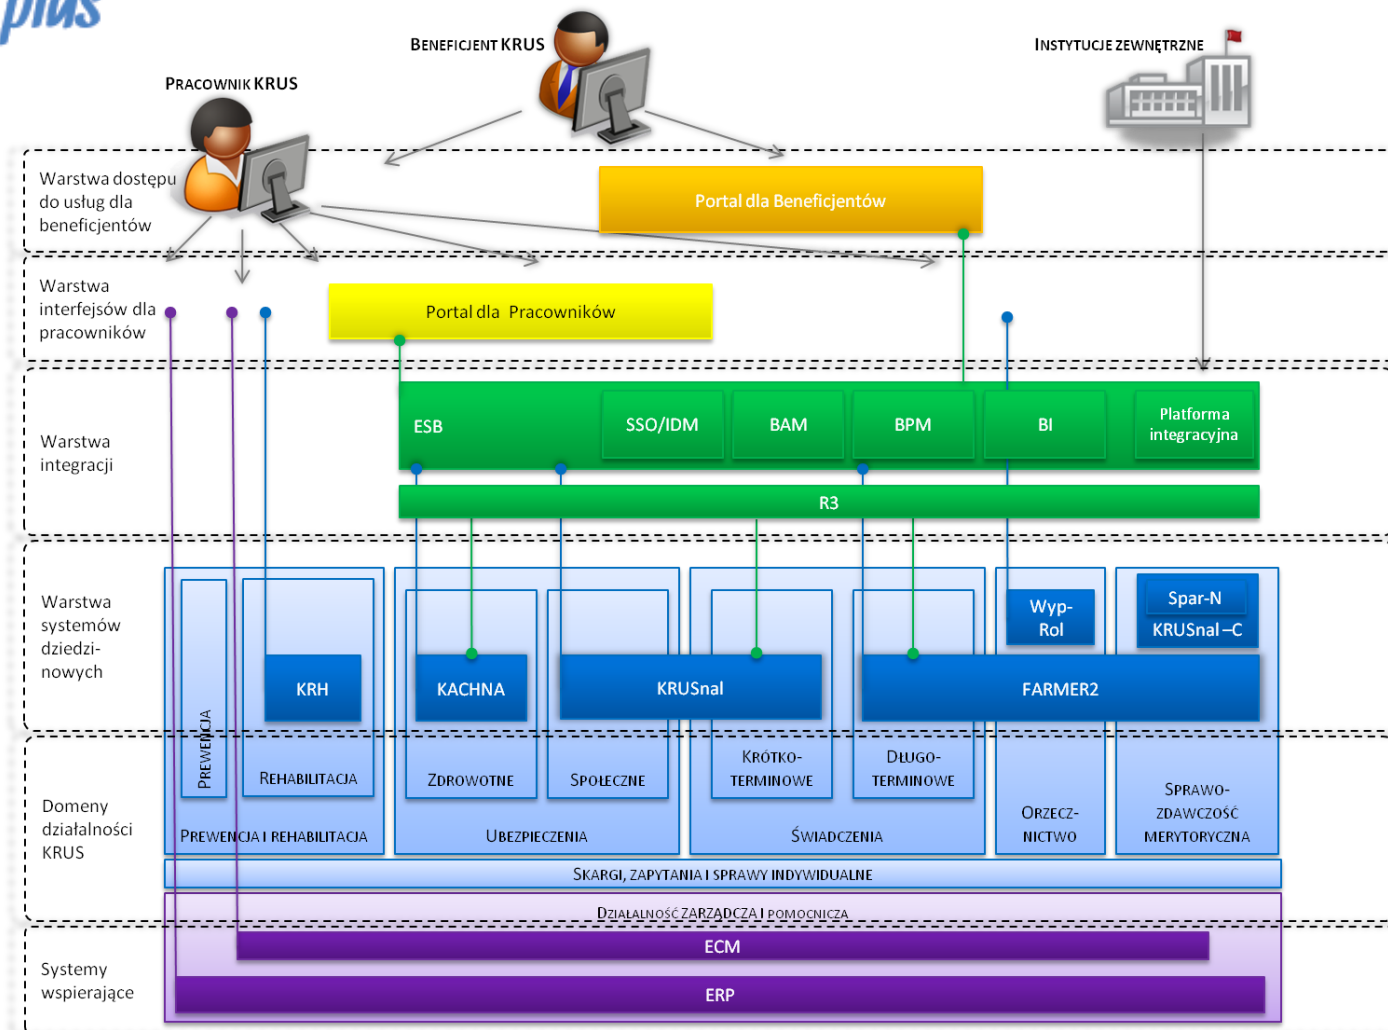 plus
BENEFICJENT KRUS
INSTYTUCJE ZEWNĘTRZNE
PRACOWNIK KRUS
Warstwa dostępu
do usług dla
beneficjentów
Portal dla Beneficjentów
Warstwa
interfejsów dla
pracowników
Portal dla Pracowników
Warstwa
integracji
ESB
SSO/IDM
BAM
BPM
BI
Platforma
integracyjna
R3
Warstwa
systemów
dziedzi-
nowych
Wyp-
Rol
Spar-N
KRUSnal –C
KRH
KACHNA
KRUSnal
FARMER2
Domeny
działalności
KRUS
PREWENCJA
REHABILITACJA
ZDROWOTNE
SPOŁECZNE
KRÓTKO-
TERMINOWE
DŁUGO-
TERMINOWE
PREWENCJA I REHABILITACJA
UBEZPIECZENIA
ŚWIADCZENIA
ORZECZ-
NICTWO
SPRAWO-
ZDAWCZOŚĆ
MERYTORYCZNA
SKARGI, ZAPYTANIA I SPRAWY INDYWIDUALNE
DZIAŁALNOŚĆ ZARZĄDCZA I POMOCNICZA
Systemy
wspierające
ECM
ERP